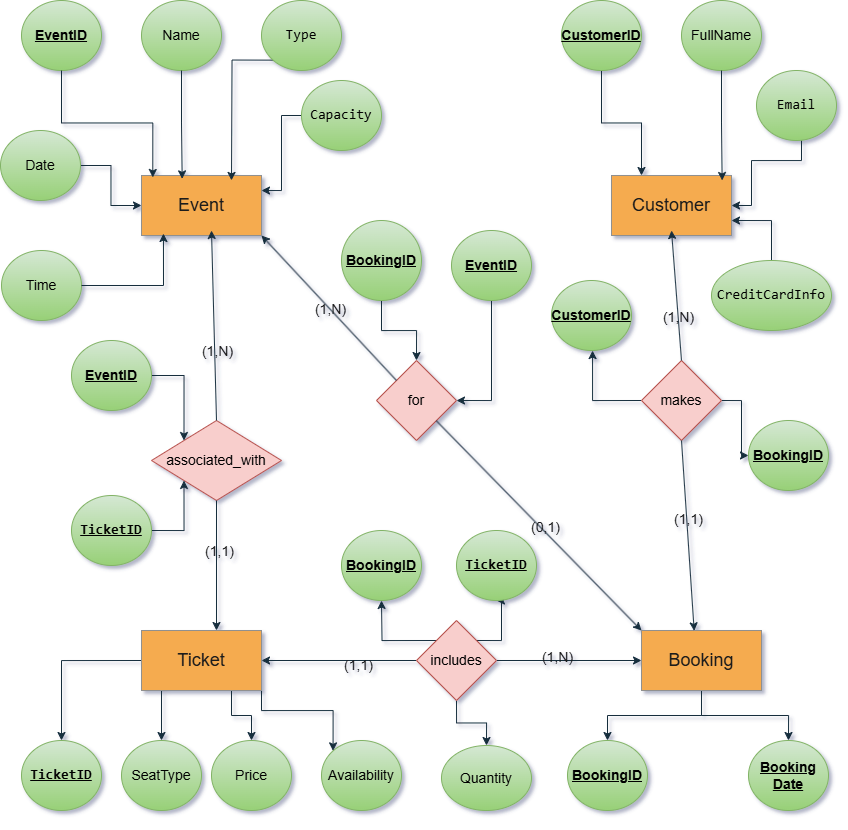 EventID
Name
Type
CustomerID
FullName
Capacity
Email
Date
Event
Customer
BookingID
EventID
Time
CreditCardInfo
(1,N)
CustomerID
(1,N)
(1,N)
EventID
for
makes
associated_with
BookingID
TicketID
(1,1)
(0,1)
(1,1)
BookingID
TicketID
Ticket
(1,1)
includes
(1,N)
Booking
TicketID
SeatType
Price
Availability
Quantity
BookingID
Booking
Date